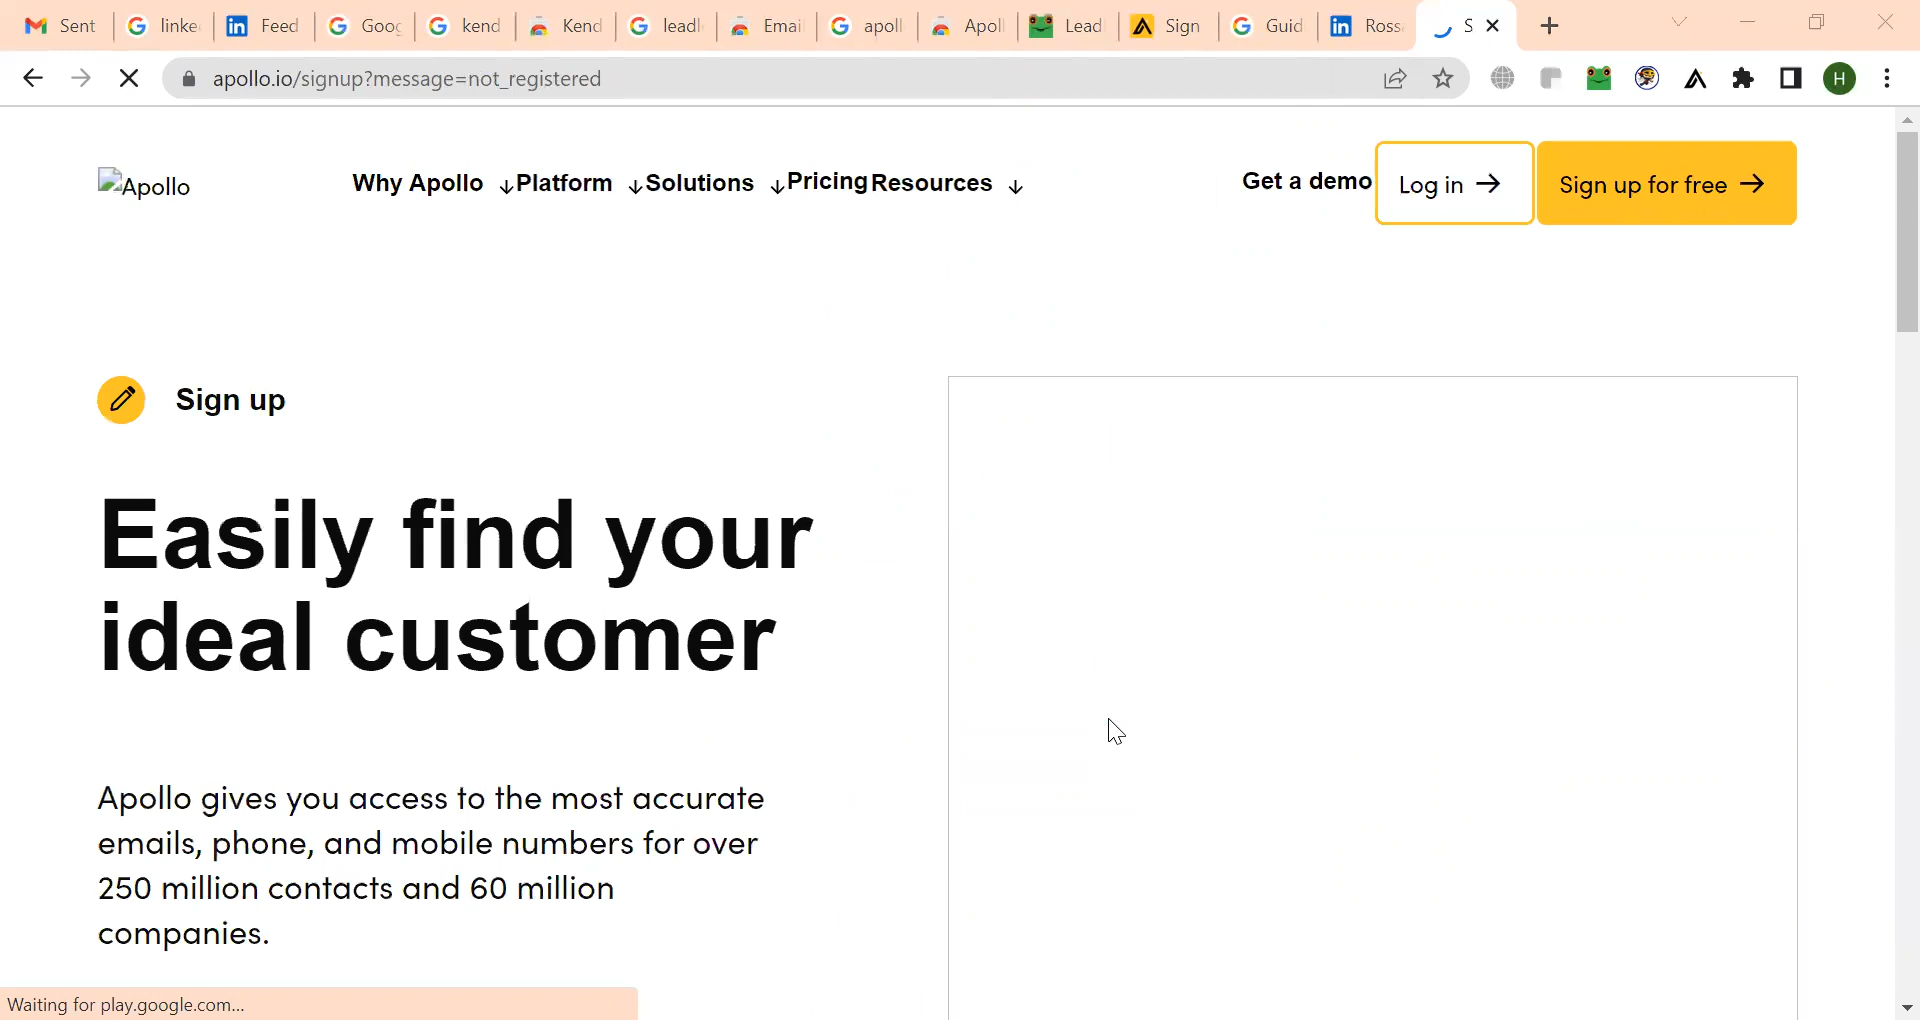 Sent
linke
Feed
Goog
kend
Kend
leadl
Emai
apoll
Apoll
Lead
Sign
Guid
Ross
S
apollo.io/signup?message=not_registered
H
Apollo
Why Apollo
Platform
Solutions
Pricing
Resources
Get a demo
Log in
Sign up for free
Sign up
Easily find your
ideal customer
Apollo gives you access to the most accurate
emails, phone, and mobile numbers for over
250 million contacts and 60 million
companies.
Waiting for play.google.com...